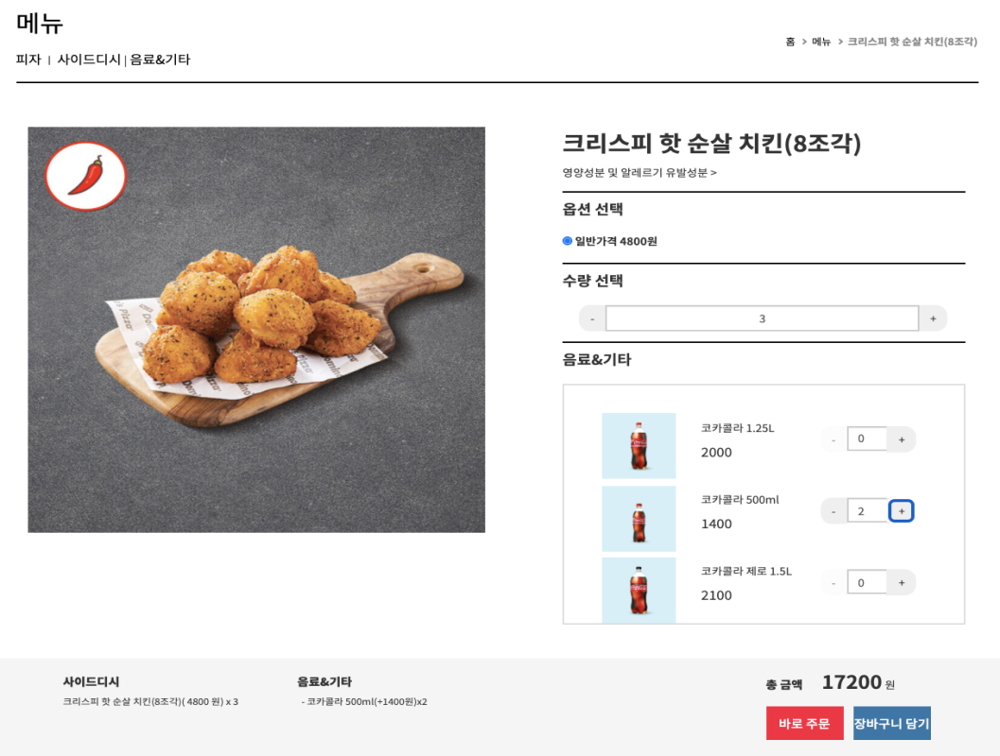 메뉴
홈 > 메뉴 > 크리스피 핫 순살 치킨(8조각)
피자 | 사이드디시 | 음료&기타
크리스피 핫 순살 치킨(8조각)
영양성분 및 알레르기 유발성분 >
옵션 선택
일반가격 4800원
수량 선택
- 3 +
음료&기타
코카콜라 1.25L
2000
- 0 +
코카콜라 500ml
1400
- 2 +
코카콜라 제로 1.5L
2100
- 0 +
사이드디시
크리스피 핫 순살 치킨(8조각)( 4800 원) x 3
음료&기타
- 코카콜라 500ml(+1400원)x2
총 금액 17200 원
바로 주문
장바구니 담기